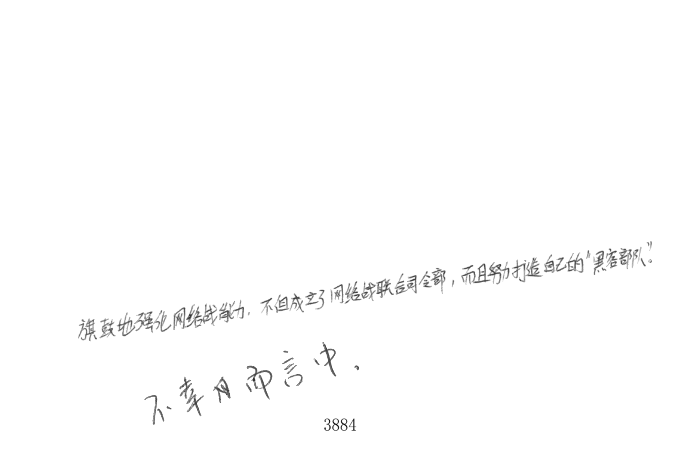 旗鼓地强化网络战能力，不但成立了网络战联合司令部，而且努力打造自己的“黑客部队”。
不幸月而言中．
3884